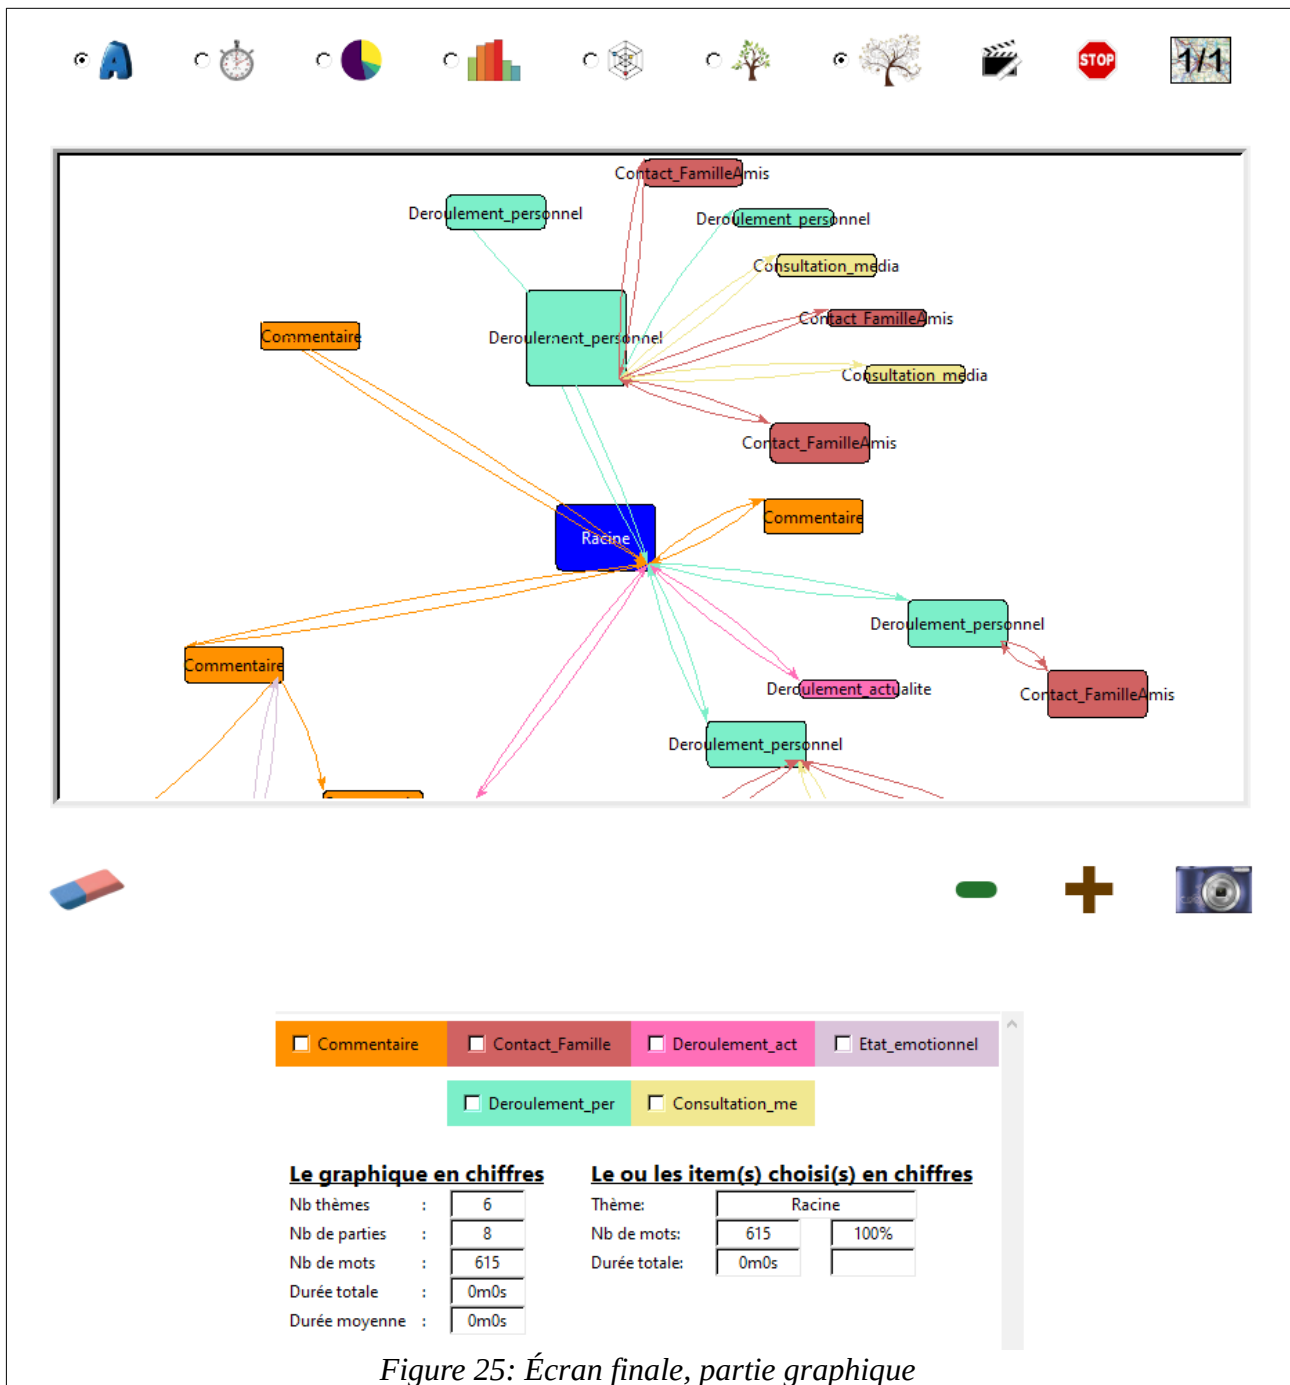 STOP
1/1
Contact_FamilleAmis
Deroulement_personnel
Deroulement_personnel
Consultation_media
Contact_FamilleAmis
Commentaire
Deroulement_personnel
Consultation_media
Contact_FamilleAmis
Commentaire
Racine
Deroulement_personnel
Commentaire
Deroulement_actualite
Contact_FamilleAmis
Deroulement_personnel
Commentaire Contact_Famille Deroulement_act Etat_emotionnel
Deroulement_per Consultation_me
Le graphique en chiffres Le ou les item(s) choisi(s) en chiffres
Nb thèmes : 6 Thème: Racine
Nb de parties : 8 Nb de mots: 615 100%
Nb de mots : 615 Durée totale: 0m0s
Durée totale : 0m0s
Durée moyenne : 0m0s
Figure 25: Écran finale, partie graphique